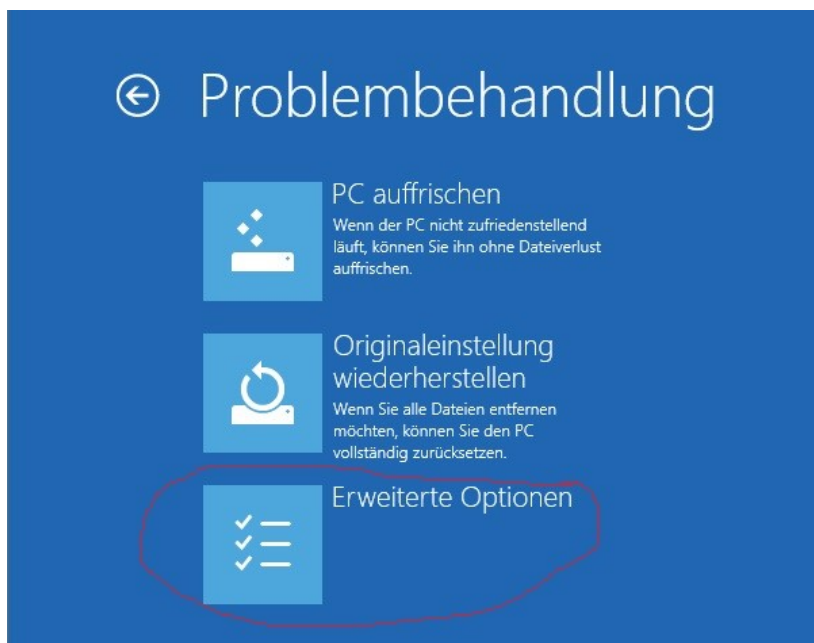 Problembehandlung
PC auffrischen
Wenn der PC nicht zufriedenstellend
läuft, können Sie ihn ohne Dateiverlust
auffrischen.
Originaleinstellung
wiederherstellen
Wenn Sie alle Dateien entfernen
möchten, können Sie den PC
vollständig zurücksetzen.
Erweiterte Optionen